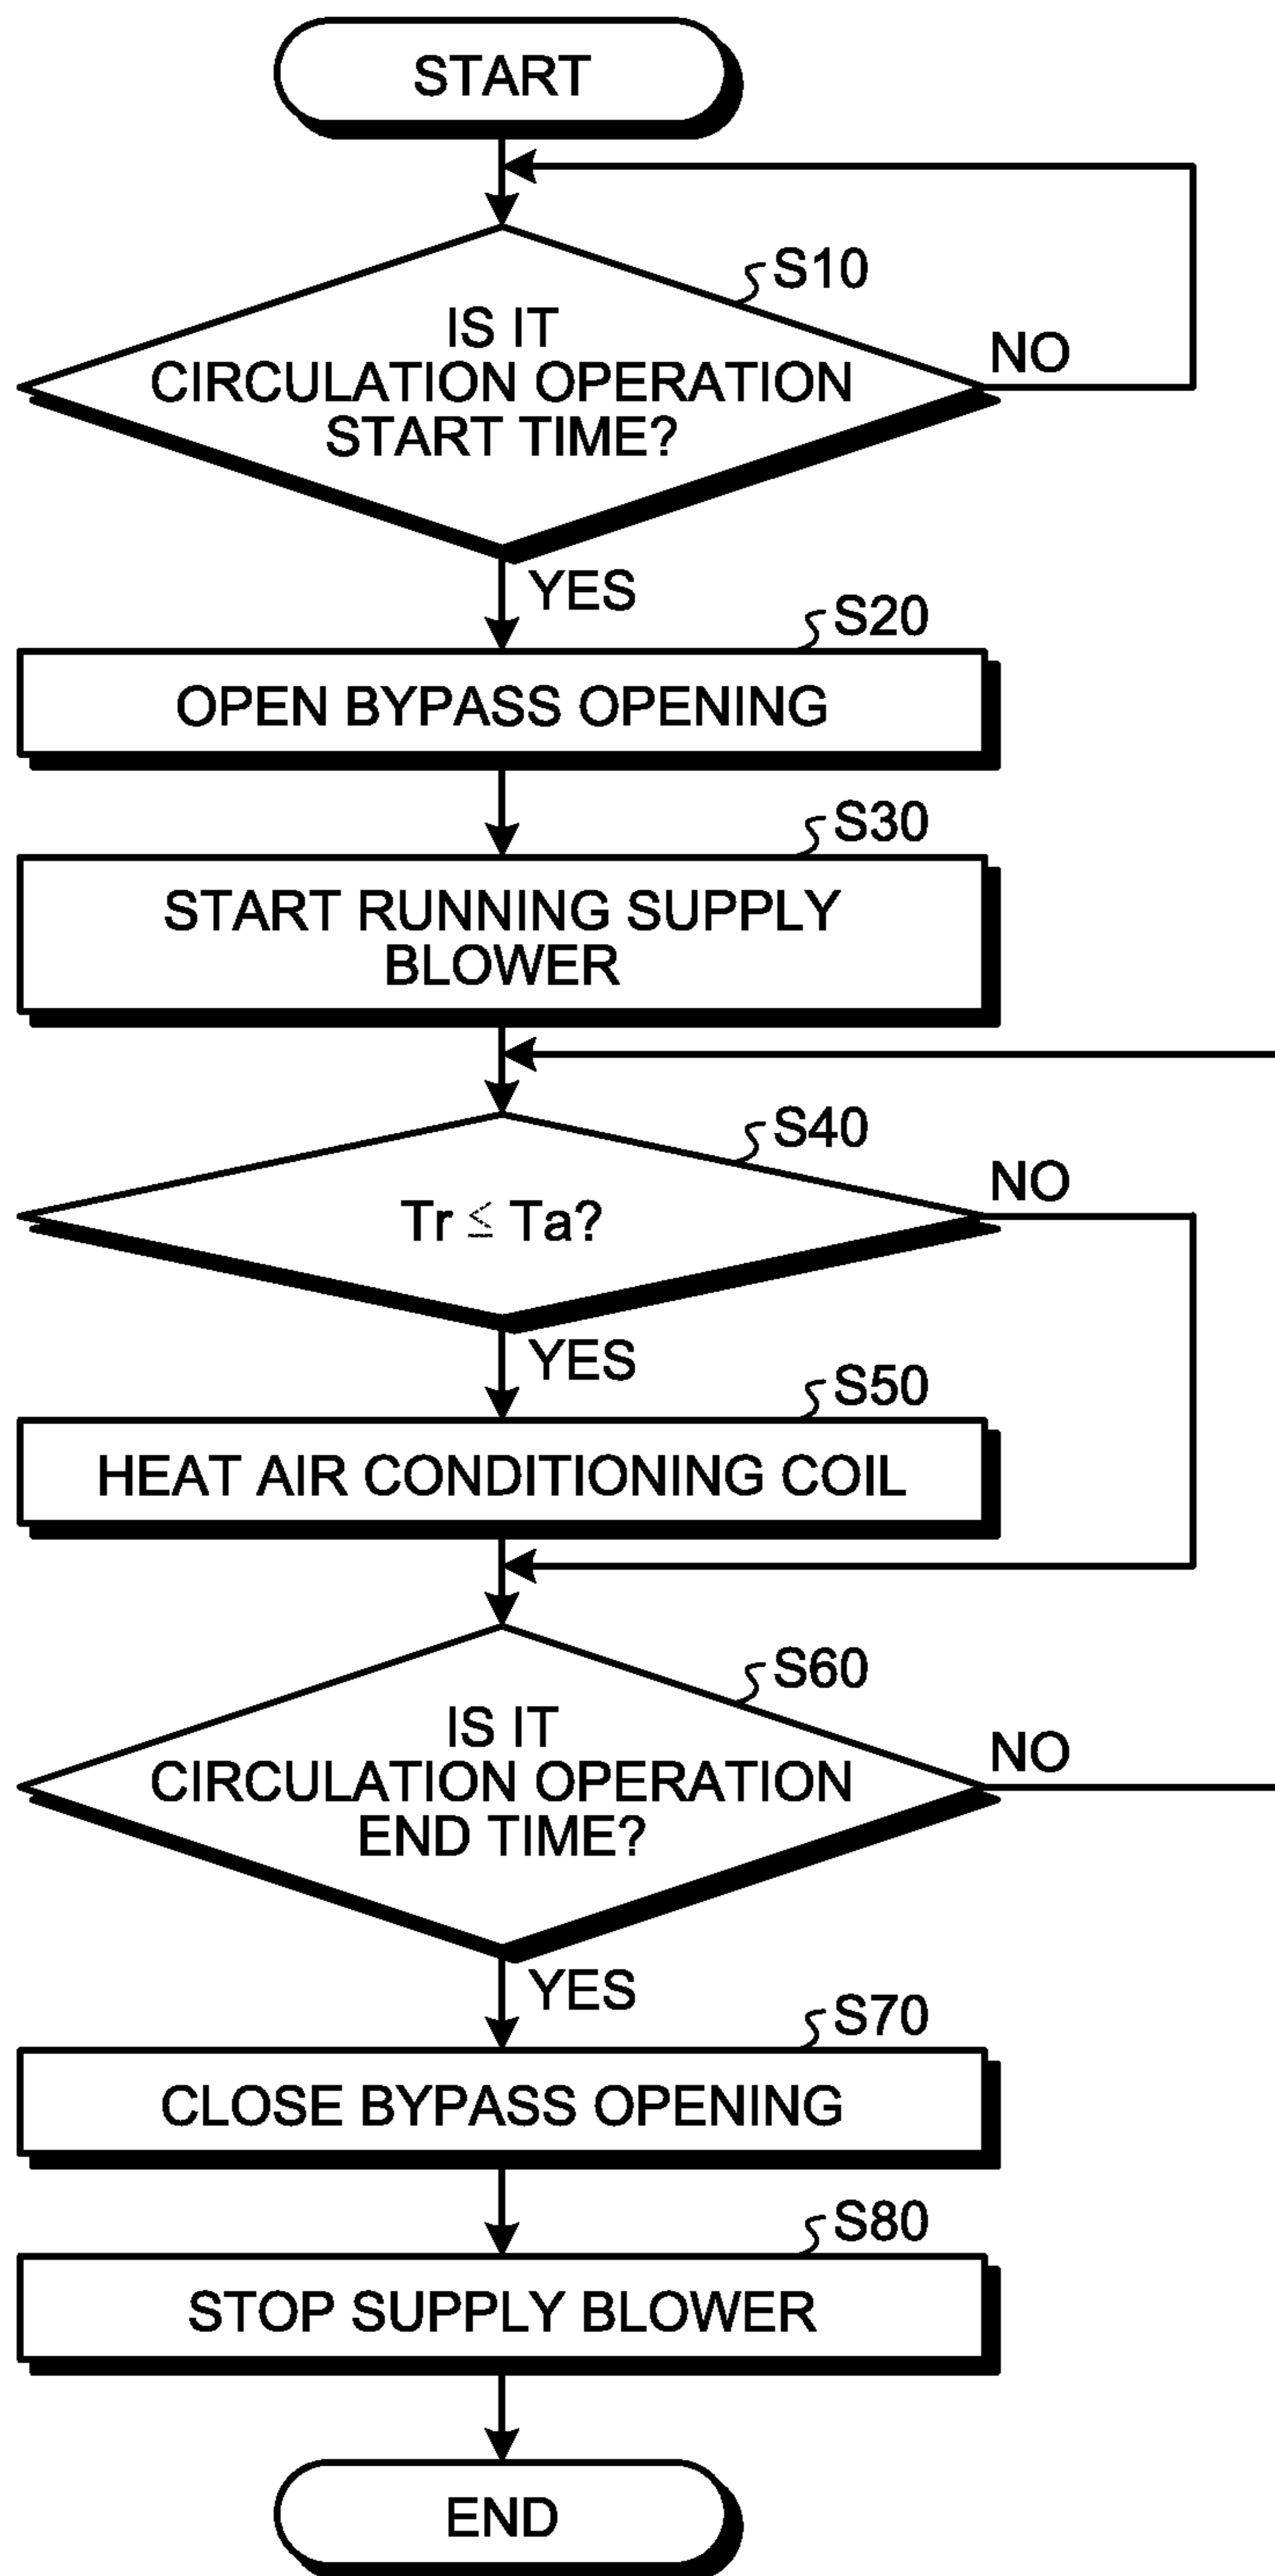 START
S10
IS IT
CIRCULATION OPERATION
START TIME?
NO
YES
S20
OPEN BYPASS OPENING
S30
START RUNNING SUPPLY
BLOWER
S40
Tr ≦ Ta?
NO
YES
S50
HEAT AIR CONDITIONING COIL
S60
IS IT
CIRCULATION OPERATION
END TIME?
NO
YES
S70
CLOSE BYPASS OPENING
S80
STOP SUPPLY BLOWER
END